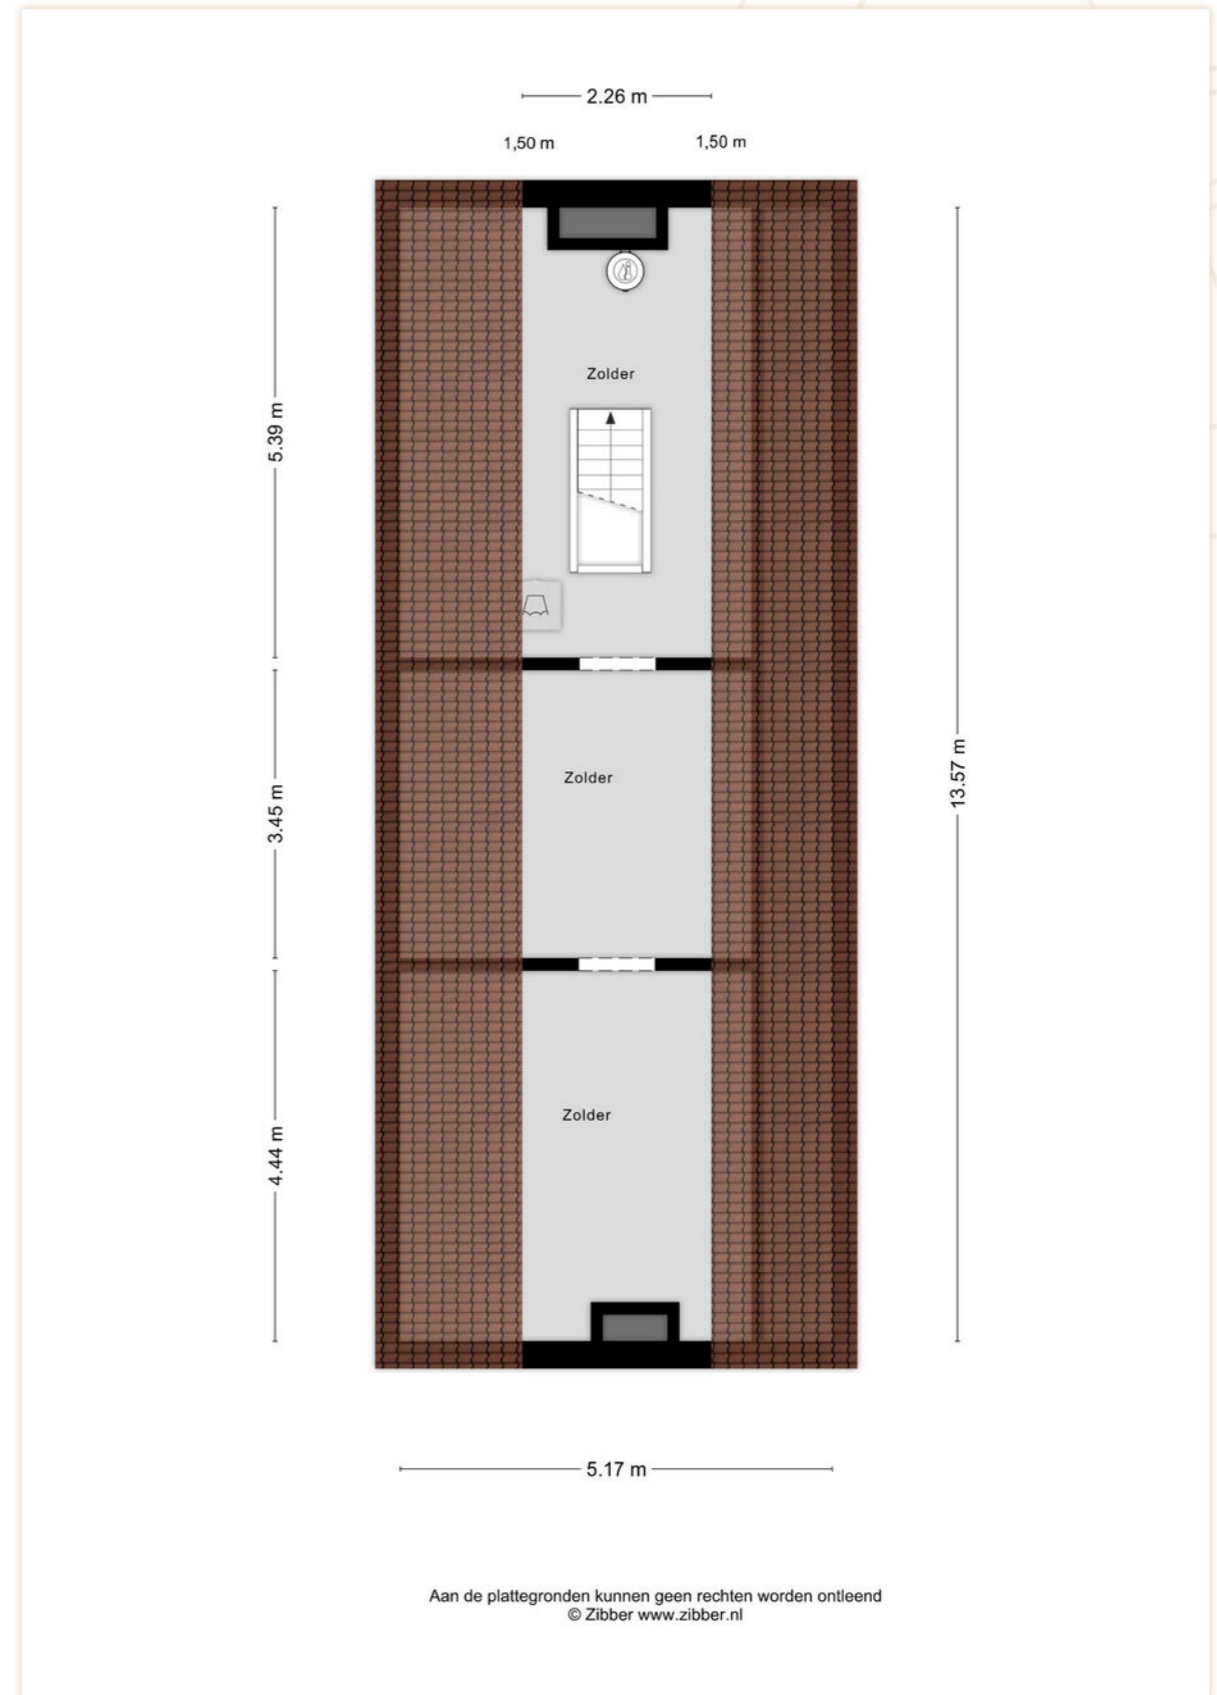 2.26 m
1,50 m
1,50 m
Zolder
5.39 m
13.57 m
Zolder
3.45 m
Zolder
4.44 m
5.17 m
Aan de plattegronden kunnen geen rechten worden ontleend
© Zibber www.zibber.nl